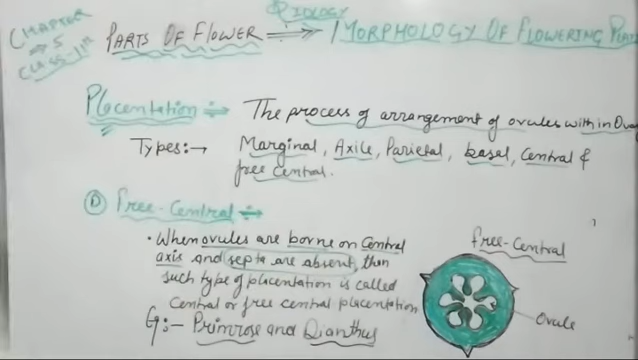 BIOLOGY
CHAPTER
⇒ 5
CLASS-11th
PARTS OF FLOWER ⇒ MORPHOLOGY OF FLOWERING PLAN
Placentation ÷ The process of arrangement of ovules within Ova
Types:→ Marginal, Axile, Parietal, basal, Central &
free Central.
D free-Central ÷
• When ovules are borne on Central
axis and septa are absent, then
such type of placentation is called
Central or free central placentation
G:- Primrose and Dianthus
free-Central
Ovule